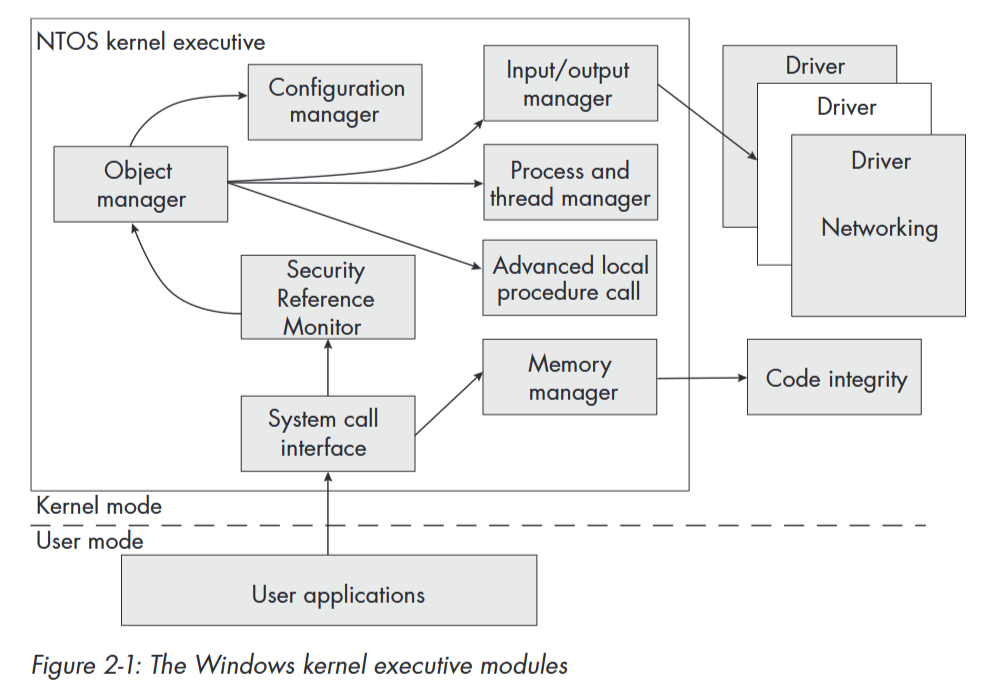 NTOS kernel executive
Configuration
manager
Input/output
manager
Driver
Driver
Driver
Networking
Object
manager
Process and
thread manager
Security
Reference
Monitor
Advanced local
procedure call
Memory
manager
Code integrity
System call
interface
Kernel mode
User mode
User applications
Figure 2-1: The Windows kernel executive modules